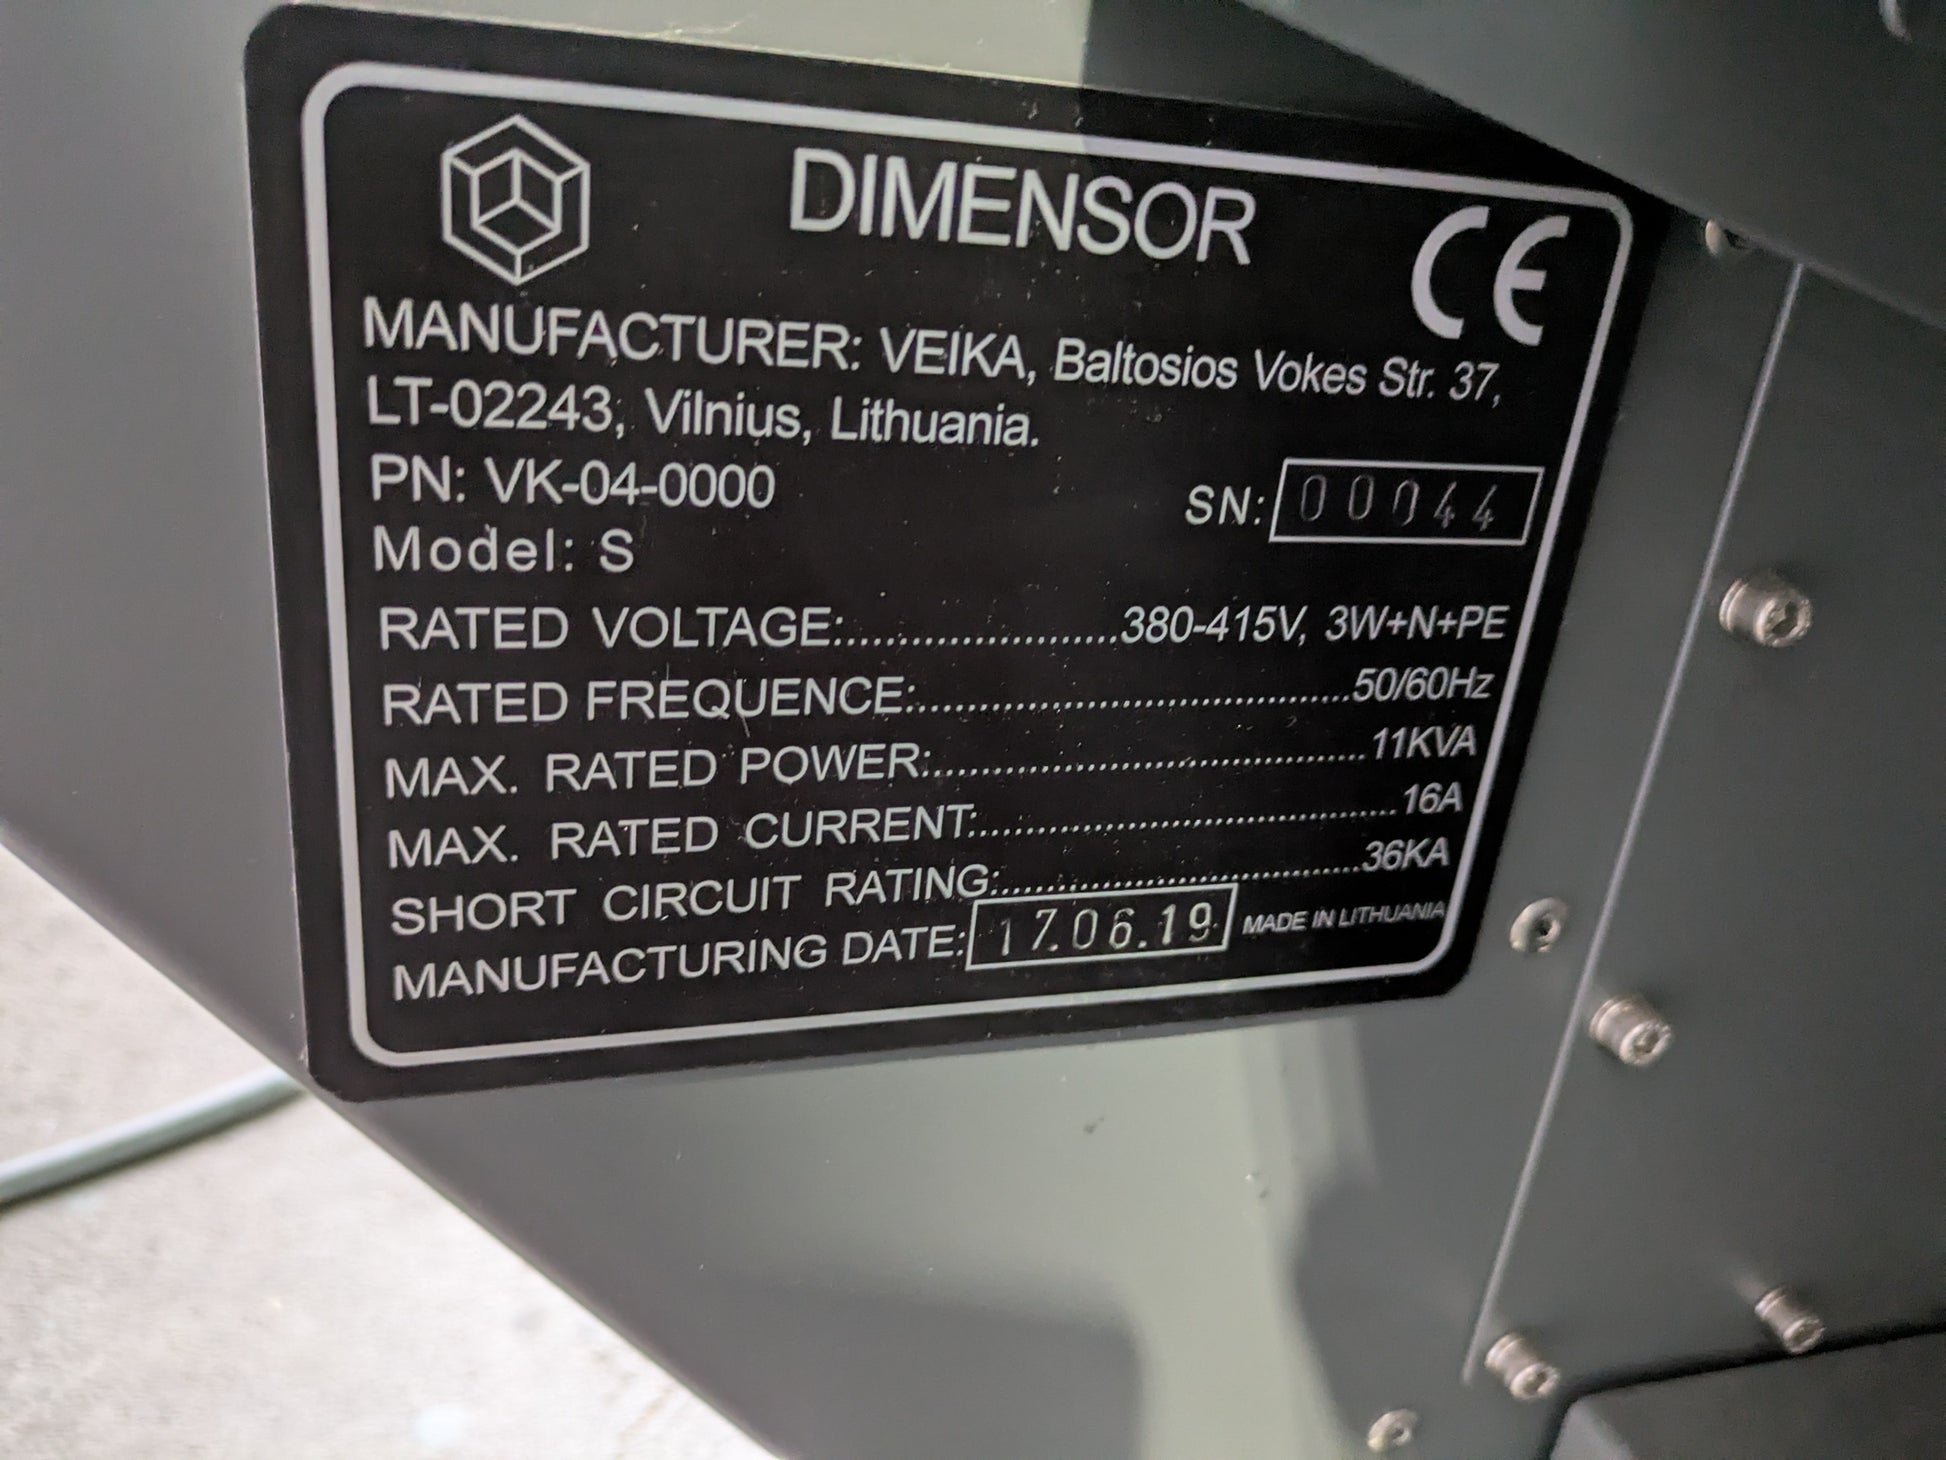 DIMENSOR
CE
MANUFACTURER: VEIKA, Baltosios Vokes Str. 37,
LT-02243, Vilnius, Lithuania.
PN: VK-04-0000
SN: 00044
Model: S
RATED VOLTAGE:........................380-415V, 3W+N+PE
RATED FREQUENCE:.......................................50/60Hz
MAX. RATED POWER:.......................................11KVA
MAX. RATED CURRENT:.....................................16A
SHORT CIRCUIT RATING:................................36KA
MANUFACTURING DATE: 17.06.19 MADE IN LITHUANIA